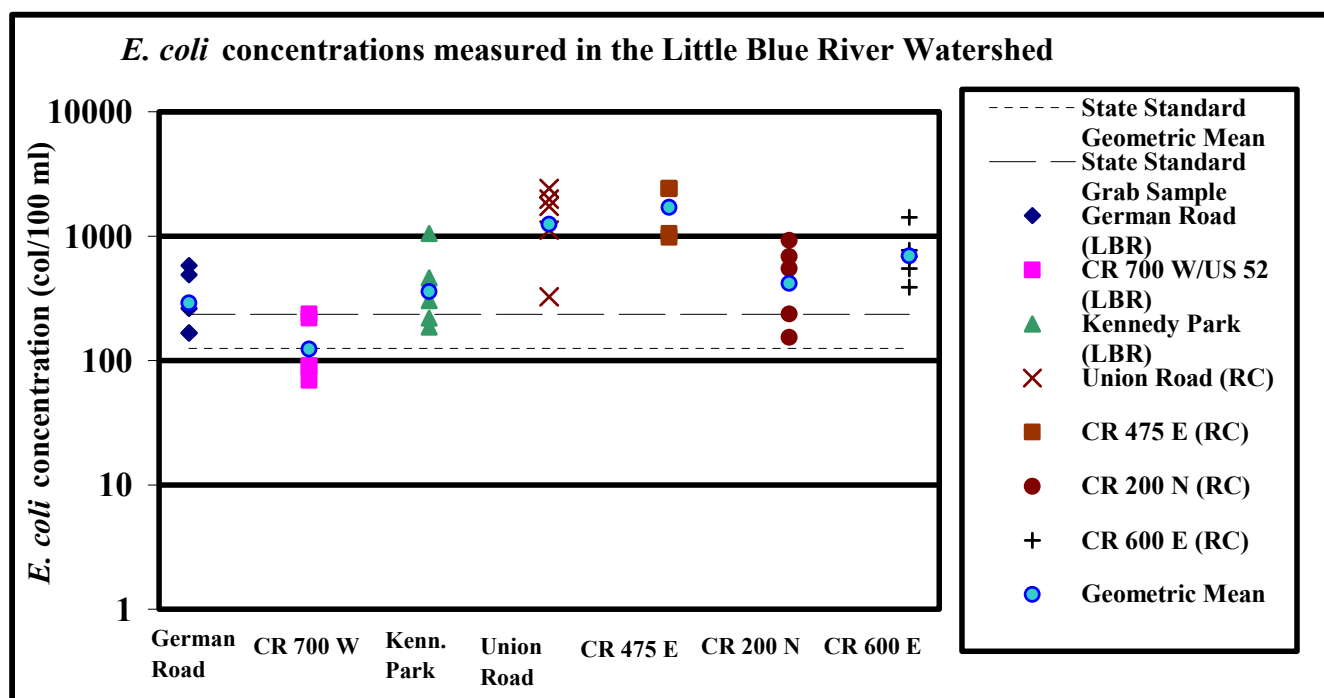 E. coli concentrations measured in the Little Blue River Watershed
E. coli concentration (col/100 ml)
10000
1000
100
10
1
German
Road
CR 700 W
Kenn.
Park
Union
Road
CR 475 E
CR 200 N
CR 600 E
State Standard
Geometric Mean
State Standard
Grab Sample
German Road
(LBR)
CR 700 W/US 52
(LBR)
Kennedy Park
(LBR)
Union Road (RC)
CR 475 E (RC)
CR 200 N (RC)
CR 600 E (RC)
Geometric Mean